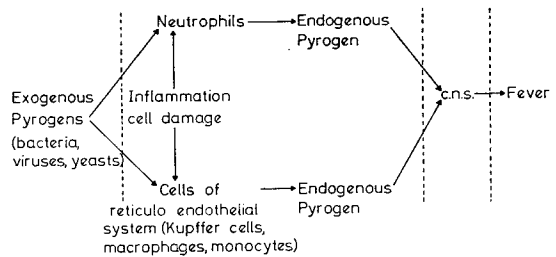 Neutrophils
Endogenous
Pyrogen
Exogenous
Pyrogens
(bacteria,
viruses, yeasts)
Inflammation
cell damage
c.n.s.
Fever
Cells of
reticulo endothelial
system (Kupffer cells,
macrophages, monocytes)
Endogenous
Pyrogen